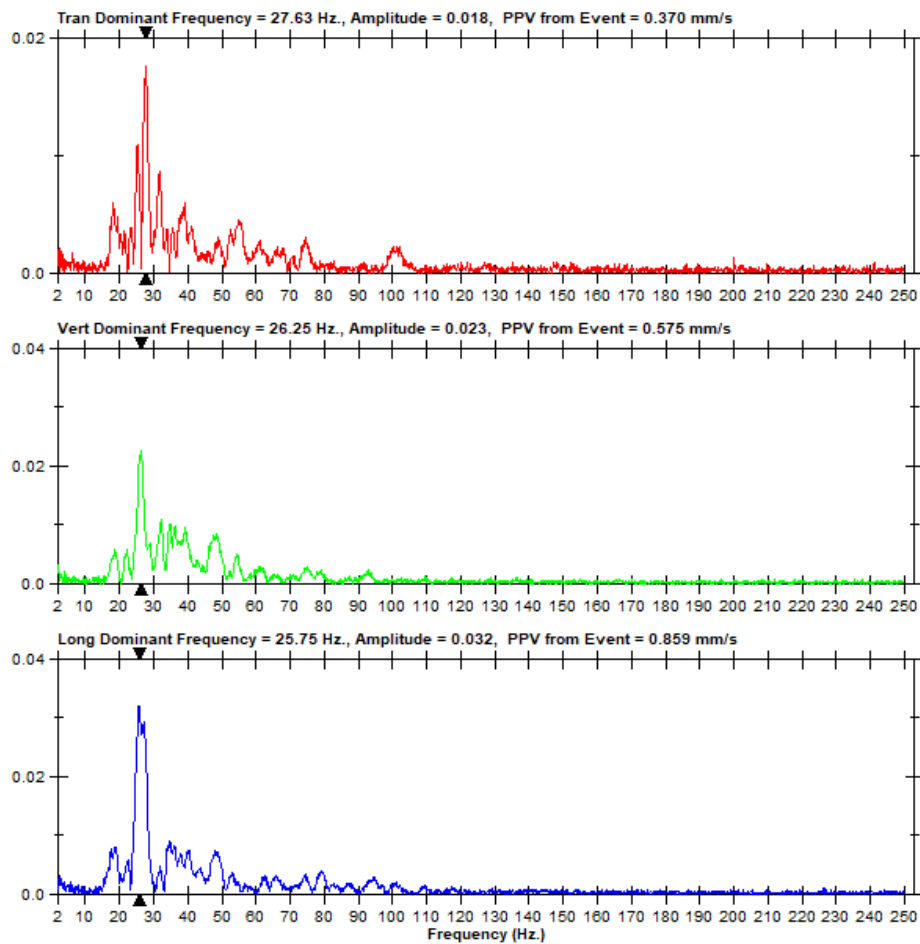 Tran Dominant Frequency = 27.63 Hz., Amplitude = 0.018, PPV from Event = 0.370 mm/s
0.02
0.0
2 10 20 30 40 50 60 70 80 90 100 110 120 130 140 150 160 170 180 190 200 210 220 230 240 250
Vert Dominant Frequency = 26.25 Hz., Amplitude = 0.023, PPV from Event = 0.575 mm/s
0.04
0.02
0.0
2 10 20 30 40 50 60 70 80 90 100 110 120 130 140 150 160 170 180 190 200 210 220 230 240 250
Long Dominant Frequency = 25.75 Hz., Amplitude = 0.032, PPV from Event = 0.859 mm/s
0.04
0.02
0.0
2 10 20 30 40 50 60 70 80 90 100 110 120 130 140 150 160 170 180 190 200 210 220 230 240 250
Frequency (Hz.)